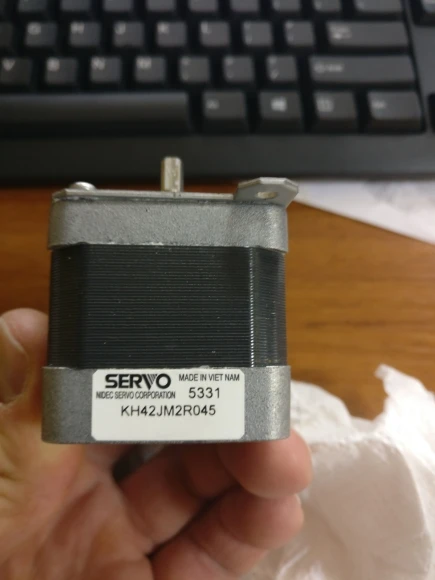 SERVO MADE IN VIET NAM
NIDEC SERVO CORPORATION 5331
KH42JM2R045